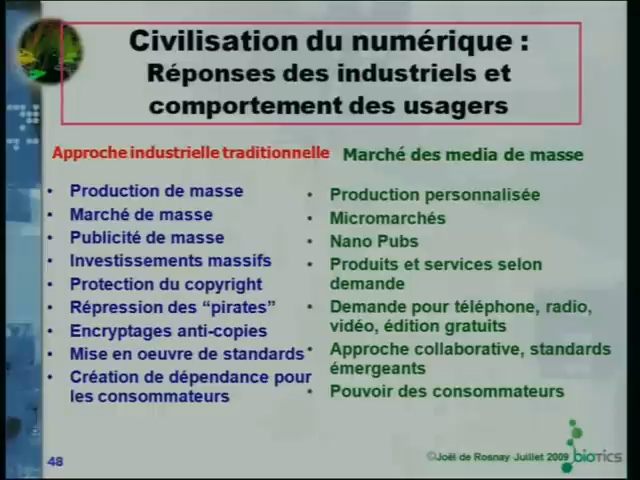 Civilisation du numérique :
Réponses des industriels et
comportement des usagers
Approche industrielle traditionnelle
• Production de masse
• Marché de masse
• Publicité de masse
• Investissements massifs
• Protection du copyright
• Répression des “pirates”
• Encryptages anti-copies
• Mise en oeuvre de standards
• Création de dépendance pour
les consommateurs
Marché des media de masse
• Production personnalisée
• Micromarchés
• Nano Pubs
• Produits et services selon
demande
• Demande pour téléphone, radio,
vidéo, édition gratuits
• Approche collaborative, standards
émergeants
• Pouvoir des consommateurs
48
©Joël de Rosnay Juillet 2009
BIOTICS